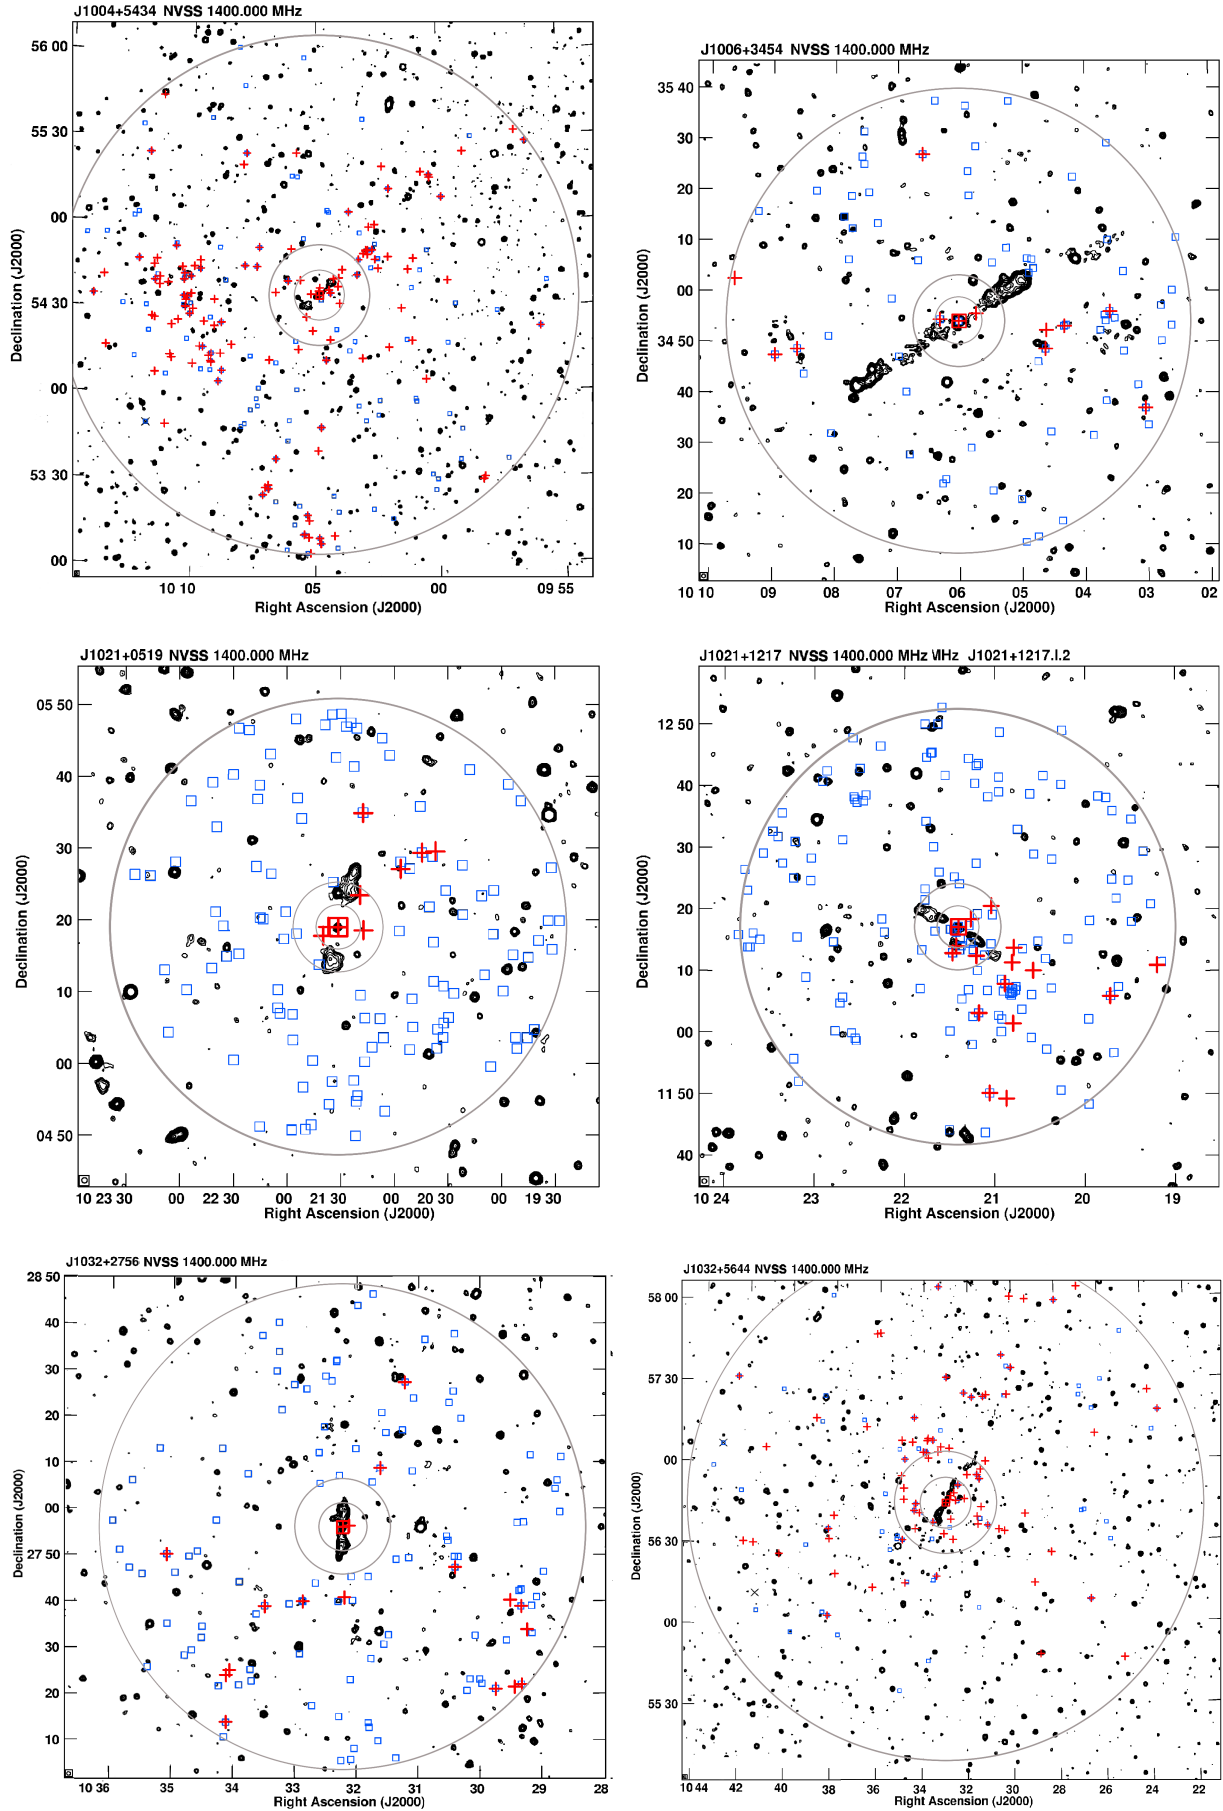 J1004+5434 NVSS 1400.000 MHz
56 00
55 30
00
54 30
00
53 30
00
Declination (J2000)
10 10 05 00 09 55
Right Ascension (J2000)
J1006+3454 NVSS 1400.000 MHz
35 40
30
20
10
00
34 50
40
30
20
10
Declination (J2000)
10 10 09 08 07 06 05 04 03 02
Right Ascension (J2000)
J1021+0519 NVSS 1400.000 MHz
05 50
40
30
20
10
00
04 50
Declination (J2000)
10 23 30 00 22 30 00 21 30 00 20 30 00 19 30
Right Ascension (J2000)
J1021+1217 NVSS 1400.000 MHz MHz J1021+1217.I.2
12 50
40
30
20
10
00
11 50
40
Declination (J2000)
10 24 23 22 21 20 19
Right Ascension (J2000)
J1032+2756 NVSS 1400.000 MHz
28 50
40
30
20
10
00
27 50
40
30
20
10
Declination (J2000)
10 36 35 34 33 32 31 30 29 28
Right Ascension (J2000)
J1032+5644 NVSS 1400.000 MHz
58 00
57 30
00
56 30
00
55 30
Declination (J2000)
10 44 42 40 38 36 34 32 30 28 26 24 22
Right Ascension (J2000)